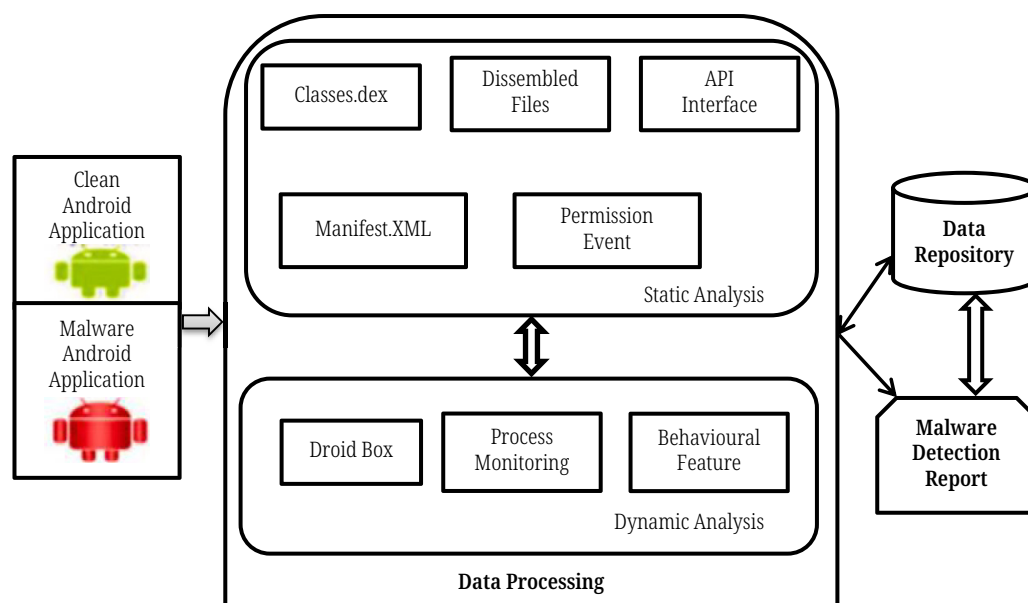 Classes.dex
Dissembled
Files
API
Interface
Manifest.XML
Permission
Event
Static Analysis
Clean
Android
Application
Malware
Android
Application
Droid Box
Process
Monitoring
Behavioural
Feature
Dynamic Analysis
Data Processing
Data
Repository
Malware
Detection
Report